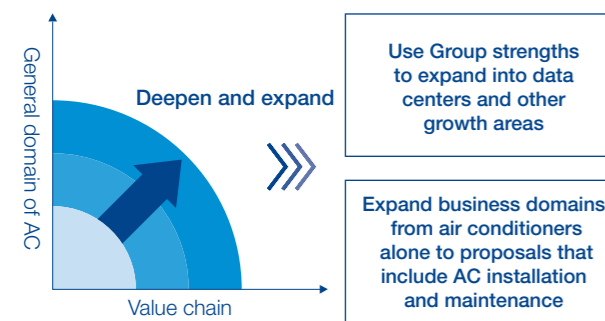 General domain of AC
Deepen and expand
Value chain
Use Group strengths
to expand into data
centers and other
growth areas
Expand business domains
from air conditioners
alone to proposals that
include AC installation
and maintenance